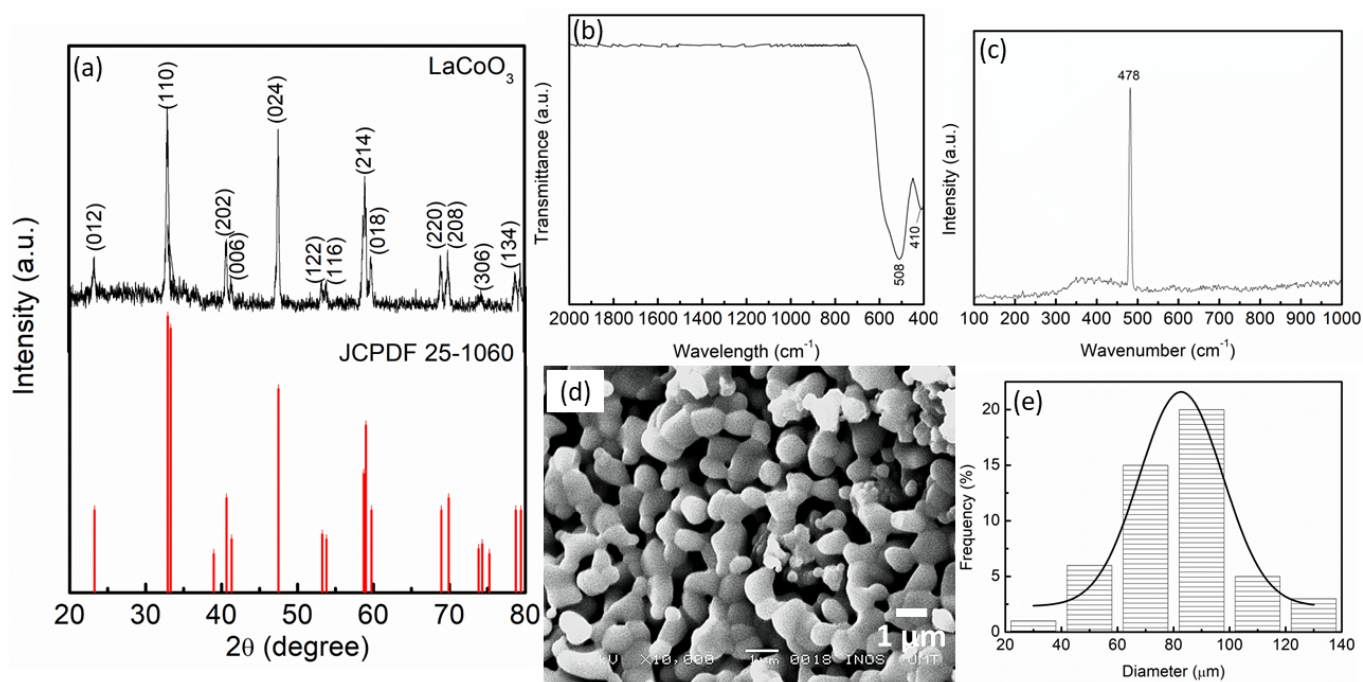 (a)
LaCoO3
(012)
(110)
(202)
(006)
(024)
(122)
(116)
(214)
(018)
(220)
(208)
(306)
(134)
JCPDF 25-1060
Intensity (a.u.)
20 30 40 50 60 70 80
2θ (degree)
(b)
Transmittance (a.u.)
508
410
2000 1800 1600 1400 1200 1000 800 600 400
Wavelength (cm-1)
(c)
478
Intensity (a.u.)
100 200 300 400 500 600 700 800 900 1000
Wavenumber (cm-1)
(d)
1 μm
X10,000 1μm 0018 INOS UMT
(e)
Frequency (%)
20
15
10
5
0
20 40 60 80 100 120 140
Diameter (μm)